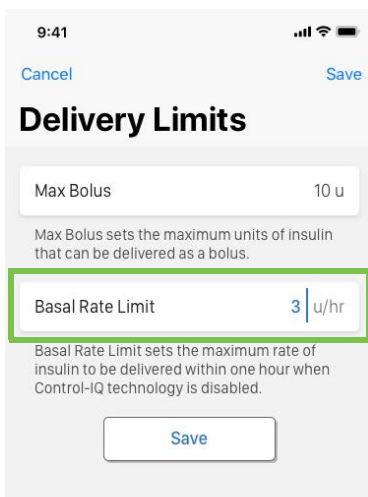 9:41
Cancel Save
Delivery Limits
Max Bolus 10 u
Max Bolus sets the maximum units of insulin
that can be delivered as a bolus.
Basal Rate Limit 3 u/hr
Basal Rate Limit sets the maximum rate of
insulin to be delivered within one hour when
Control-IQ technology is disabled.
Save